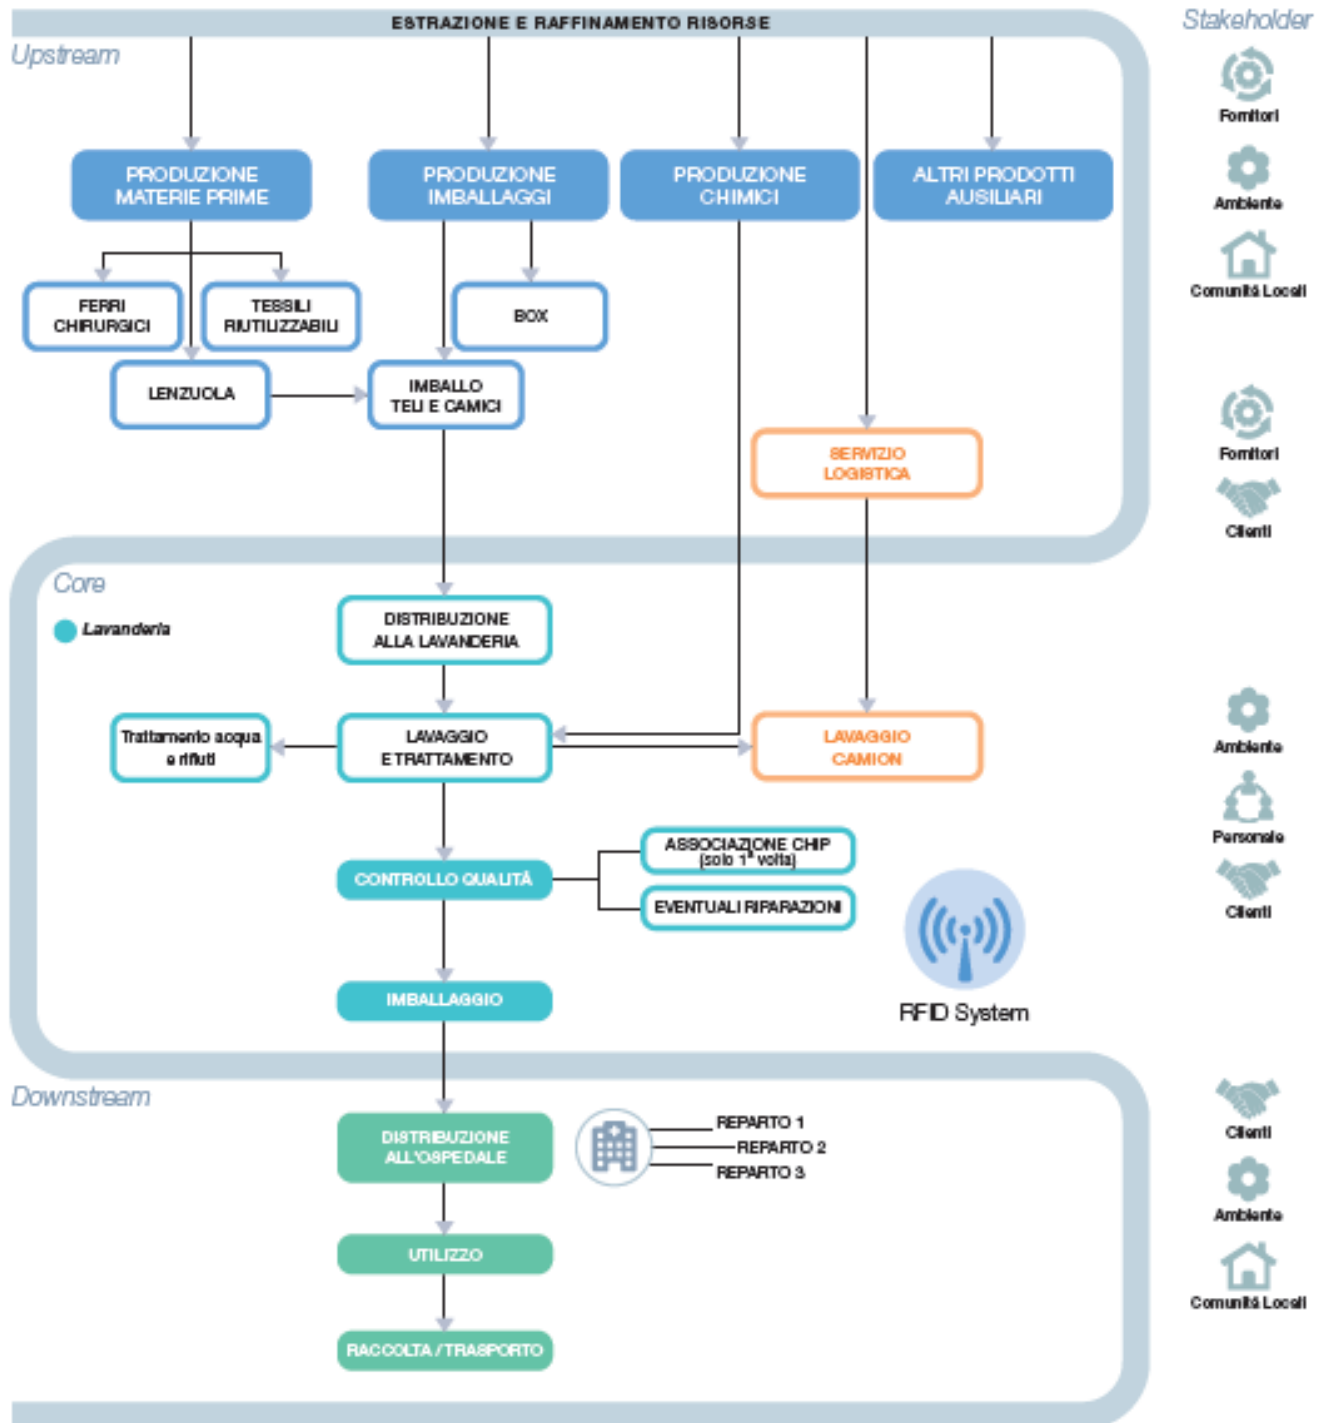 ESTRAZIONE E RAFFINAMENTO RISORSE
Stakeholder
Upstream
Fornitori
Ambiente
Comunità Locali
PRODUZIONE
MATERIE PRIME
PRODUZIONE
IMBALLAGGI
PRODUZIONE
CHIMICI
ALTRI PRODOTTI
AUSILIARI
FERRI
CHIRURGICI
TESSILI
RIUTILIZZABILI
BOX
LENZUOLA
IMBALLO
TELI E CAMICI
SERVIZIO
LOGISTICA
Fornitori
Clienti
Core
Lavanderia
DISTRIBUZIONE
ALLA LAVANDERIA
Trattamento acqua
e rifiuti
LAVAGGIO
E TRATTAMENTO
LAVAGGIO
CAMION
Ambiente
Personale
Clienti
CONTROLLO QUALITÀ
ASSOCIAZIONE CHIP
(solo 1ª volta)
EVENTUALI RIPARAZIONI
IMBALLAGGIO
RFID System
Downstream
DISTRIBUZIONE
ALL'OSPEDALE
REPARTO 1
REPARTO 2
REPARTO 3
Clienti
Ambiente
Comunità Locali
UTILIZZO
RACCOLTA / TRASPORTO